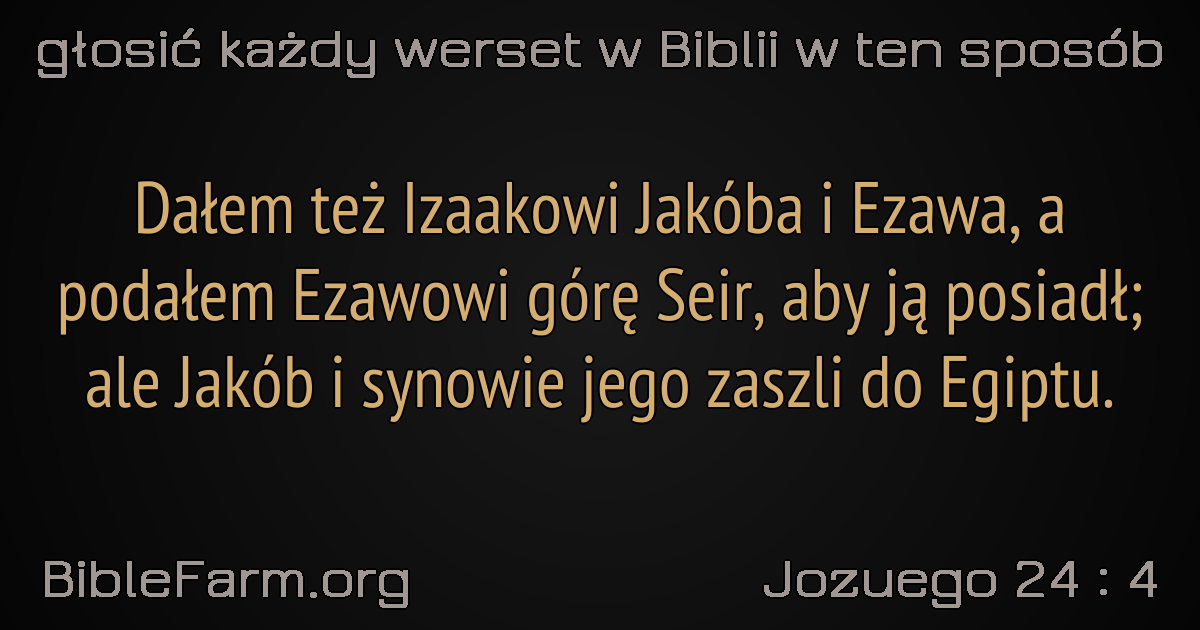 głosić każdy werset w Biblii w ten sposób
Dałem też Izaakowi Jakóba i Ezawa, a
podałem Ezawowi górę Seir, aby ją posiadł;
ale Jakób i synowie jego zaszli do Egiptu.
BibleFarm.org
Jozuego 24 : 4